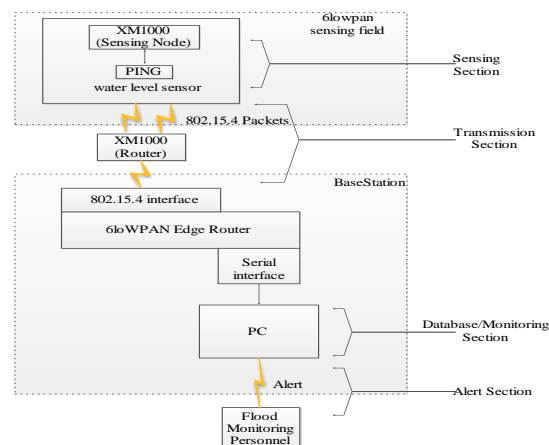 6lowpan
sensing field
XM1000
(Sensing Node)
PING
water level sensor
Sensing
Section
802.15.4 Packets
Transmission
Section
XM1000
(Router)
BaseStation
802.15.4 interface
6loWPAN Edge Router
Serial
interface
PC
Database/Monitoring
Section
Alert
Alert Section
Flood
Monitoring
Personnel